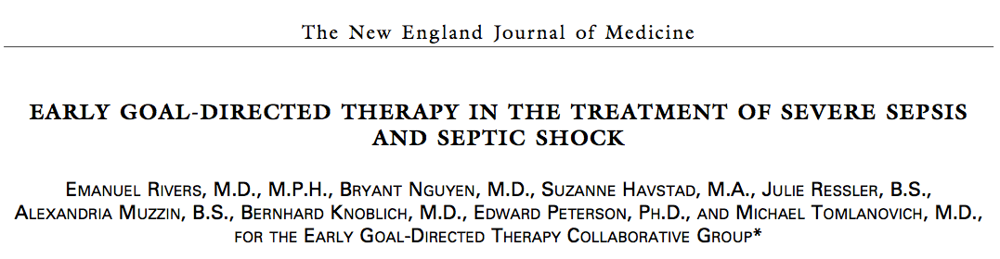 The New England Journal of Medicine
EARLY GOAL-DIRECTED THERAPY IN THE TREATMENT OF SEVERE SEPSIS
AND SEPTIC SHOCK
EMANUEL RIVERS, M.D., M.P.H., BRYANT NGUYEN, M.D., SUZANNE HAVSTAD, M.A., JULIE RESSLER, B.S.,
ALEXANDRIA MUZZIN, B.S., BERNHARD KNOBLICH, M.D., EDWARD PETERSON, PH.D., AND MICHAEL TOMLANOVICH, M.D.,
FOR THE EARLY GOAL-DIRECTED THERAPY COLLABORATIVE GROUP*